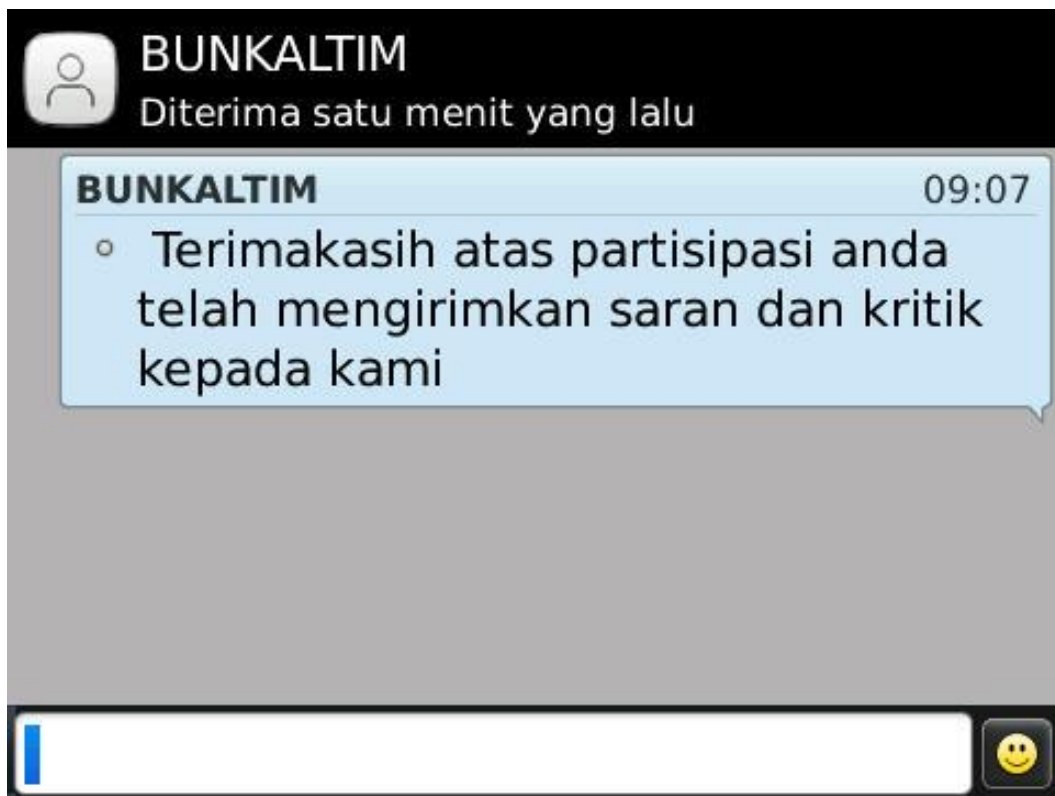 BUNKALTIM
Diterima satu menit yang lalu
BUNKALTIM 09:07
Terimakasih atas partisipasi anda
telah mengirimkan saran dan kritik
kepada kami